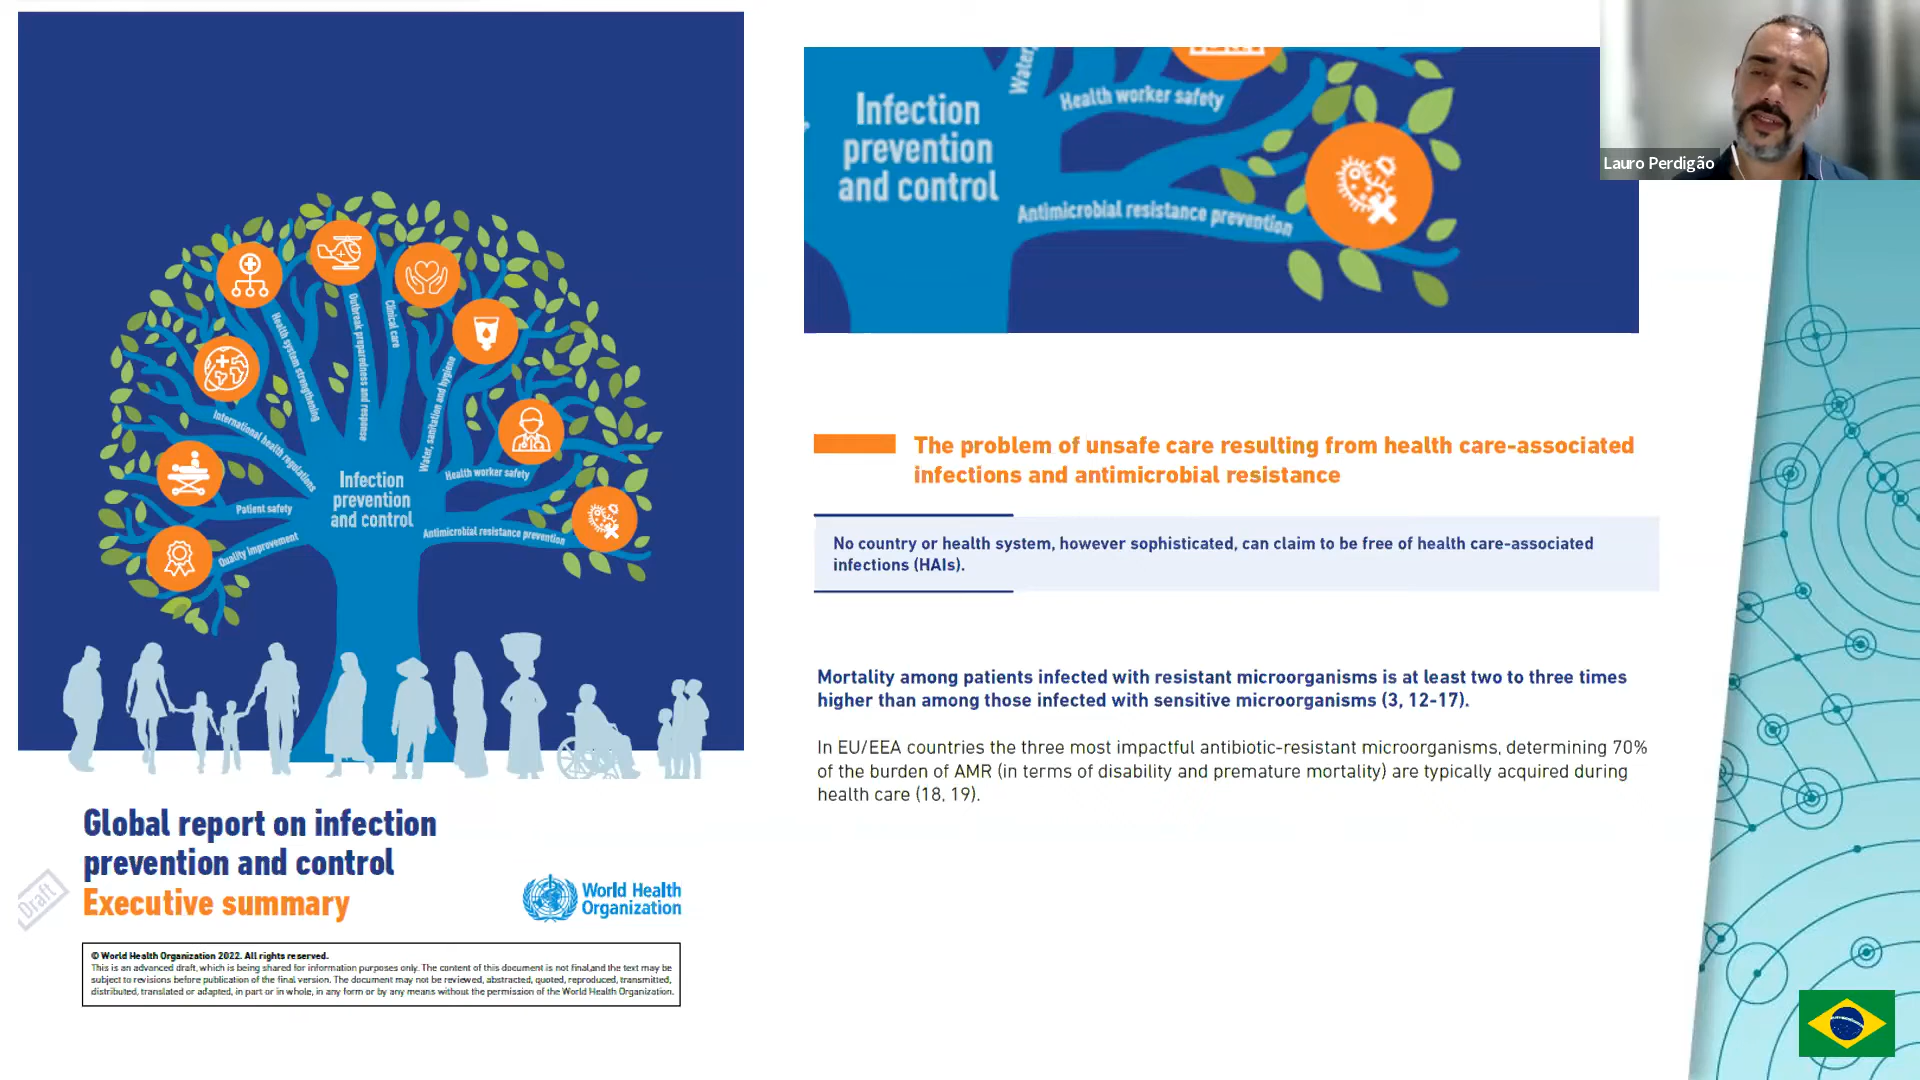 Health system strengthening
Outbreak preparedness and response
Clinical care
Water, sanitation and hygiene
International health regulations
Health worker safety
Patient safety
Infection
prevention
and control
Quality improvement
Antimicrobial resistance prevention
Global report on infection
prevention and control
Executive summary
Draft
World Health
Organization
© World Health Organization 2022. All rights reserved.
This is an advanced draft, which is being shared for information purposes only. The content of this document is not final,and the text may be
subject to revisions before publication of the final version. The document may not be reviewed, abstracted, quoted, reproduced, transmitted,
distributed, translated or adapted, in part or in whole, in any form or by any means without the permission of the World Health Organization.
Water,
Health worker safety
Infection
prevention
and control
Antimicrobial resistance prevention
Lauro Perdigão
The problem of unsafe care resulting from health care-associated
infections and antimicrobial resistance
No country or health system, however sophisticated, can claim to be free of health care-associated
infections (HAIs).
Mortality among patients infected with resistant microorganisms is at least two to three times
higher than among those infected with sensitive microorganisms (3, 12-17).
In EU/EEA countries the three most impactful antibiotic-resistant microorganisms, determining 70%
of the burden of AMR (in terms of disability and premature mortality) are typically acquired during
health care (18, 19).